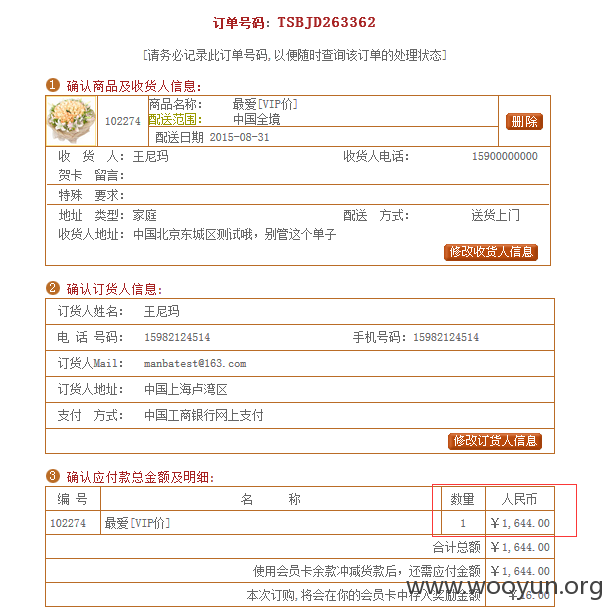 订单号码: TSBJD263362
[请务必记录此订单号码,以便随时查询该订单的处理状态]
1 确认商品及收货人信息:
102274 商品名称: 最爱[VIP价] 删除
配送范围: 中国全境
配送日期 2015-08-31
收 货 人: 王尼玛 收货人电话: 15900000000
贺卡 留言:
特殊 要求:
地址 类型: 家庭 配送 方式: 送货上门
收货人地址: 中国北京东城区测试哦，别管这个单子
修改收货人信息
2 确认订货人信息:
订货人姓名: 王尼玛
电 话 号码: 15982124514 手机号码: 15982124514
订货人Mail: manbatest@163.com
订货人地址: 中国上海卢湾区
支付 方式: 中国工商银行网上支付
修改订货人信息
3 确认应付款总金额及明细:
编 号 名 称 数量 人民币
102274 最爱[VIP价] 1 ￥1,644.00
合计总额 ￥1,644.00
使用会员卡余款冲减货款后，还需应付金额 ￥1,644.00
本次订购,将会在你的会员卡中存入奖励金额 ￥16.00
www.wooyun.org